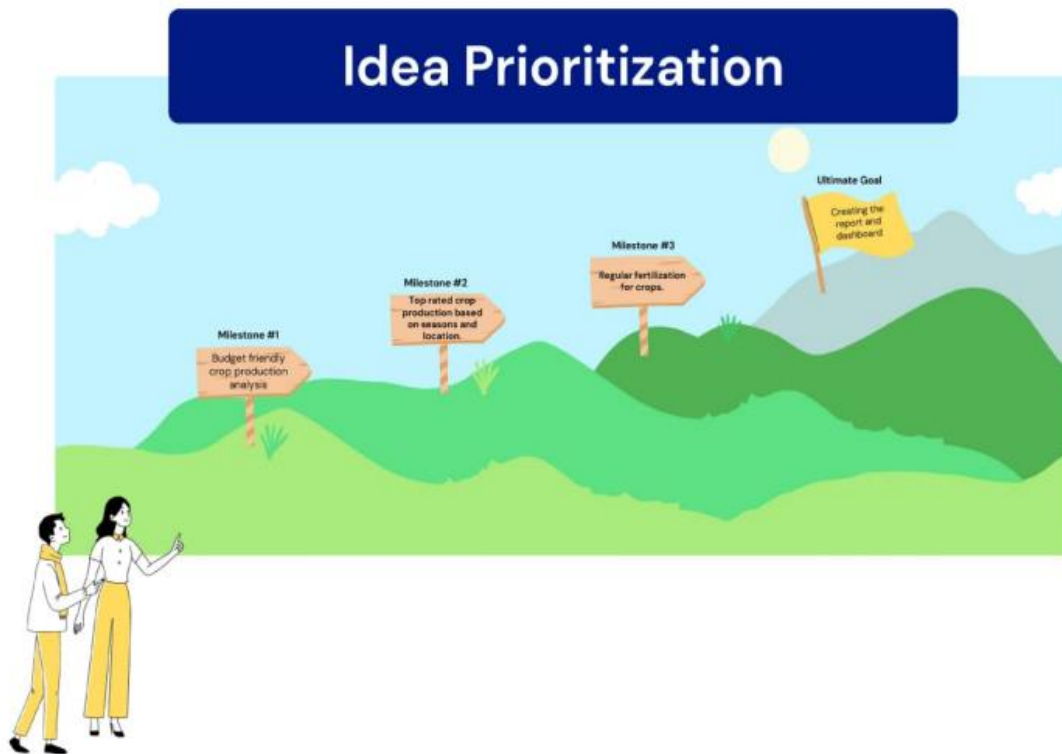 Idea Prioritization
Milestone #1
Budget friendly
crop production
analysis
Milestone #2
Top rated crop
production based
on seasons and
location.
Milestone #3
Regular fertilization
for crops.
Ultimate Goal
Creating the
report and
dashboard